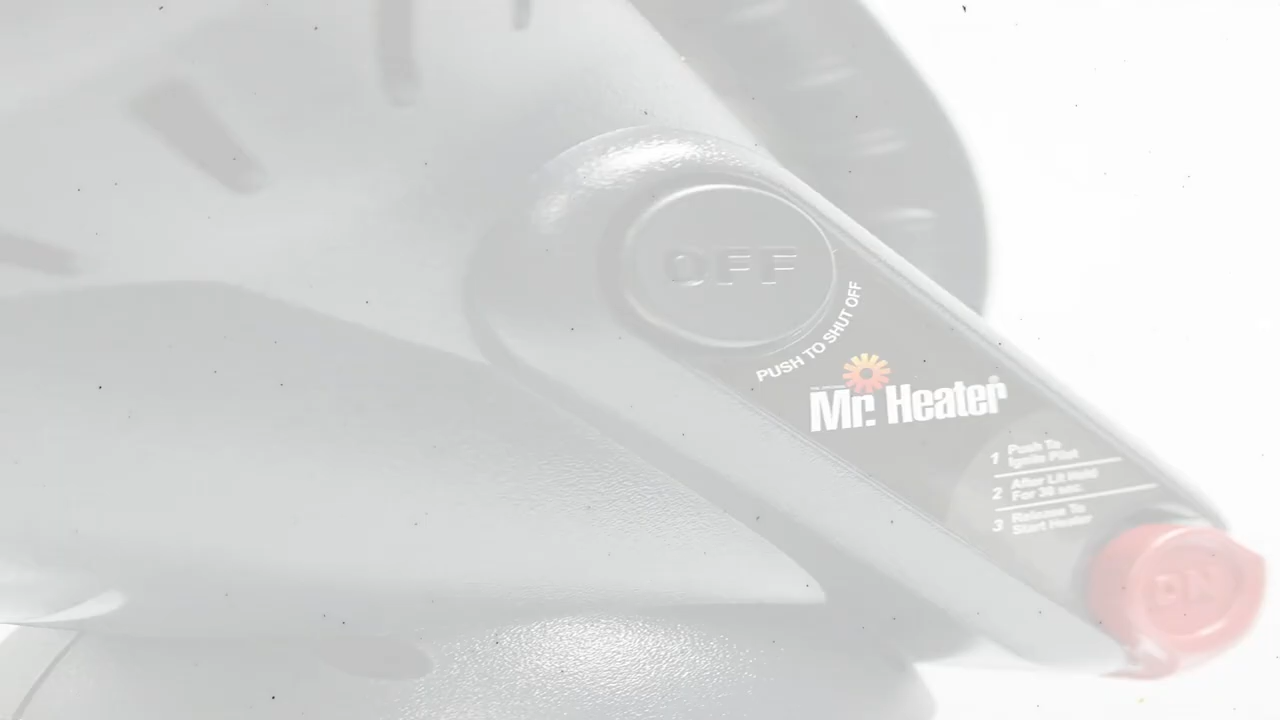 OFF
PUSH TO SHUT OFF
Mr. Heater
1 Push To
Ignite Pilot
2 After Lit Hold
For 30 sec.
3 Release To
Start Heater
ON